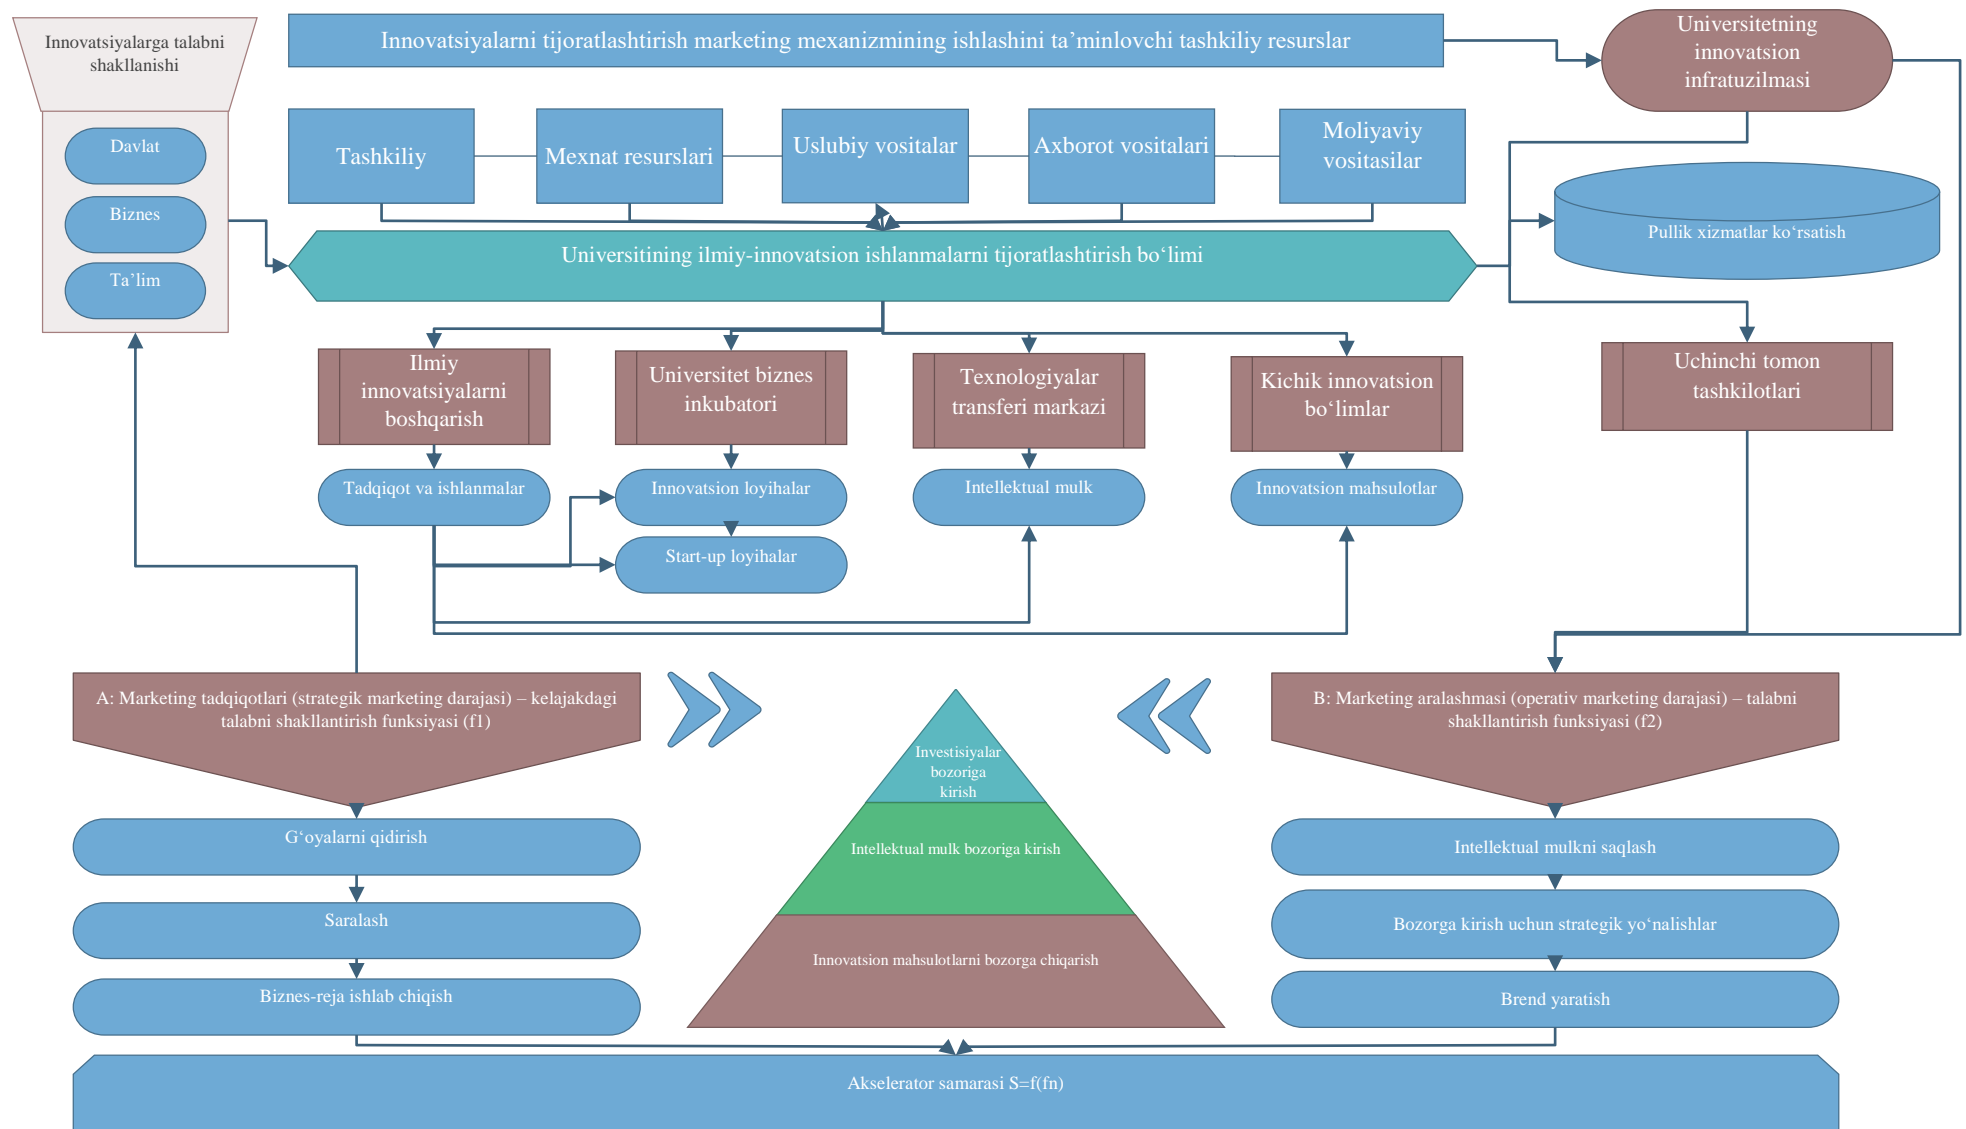 Innovatsiyalarga talabni
shakllanishi
Innovatsiyalarni tijoratlashtirish marketing mexanizmining ishlashini ta’minlovchi tashkiliy resurslar
Universitetning
innovatsion
infratuzilmasi
Davlat
Biznes
Ta’lim
Tashkiliy
Mexnat resurslari
Uslubiy vositalar
Axborot vositalari
Moliyaviy
vositasilar
Pullik xizmatlar ko‘rsatish
Universitining ilmiy-innovatsion ishlanmalarni tijoratlashtirish bo‘limi
Ilmiy
innovatsiyalarni
boshqarish
Universitet biznes
inkubatori
Texnologiyalar
transferi markazi
Kichik innovatsion
bo‘limlar
Uchinchi tomon
tashkilotlari
Tadqiqot va ishlanmalar
Innovatsion loyihalar
Intellektual mulk
Innovatsion mahsulotlar
Start-up loyihalar
A: Marketing tadqiqotlari (strategik marketing darajasi) – kelajakdagi
talabni shakllantirish funksiyasi (f1)
B: Marketing aralashmasi (operativ marketing darajasi) – talabni
shakllantirish funksiyasi (f2)
Investisiyalar
bozoriga
kirish
Intellektual mulk bozoriga kirish
Innovatsion mahsulotlarni bozorga chiqarish
G‘oyalarni qidirish
Saralash
Biznes-reja ishlab chiqish
Intellektual mulkni saqlash
Bozorga kirish uchun strategik yo‘nalishlar
Brend yaratish
Akselerator samarasi S=f(fn)